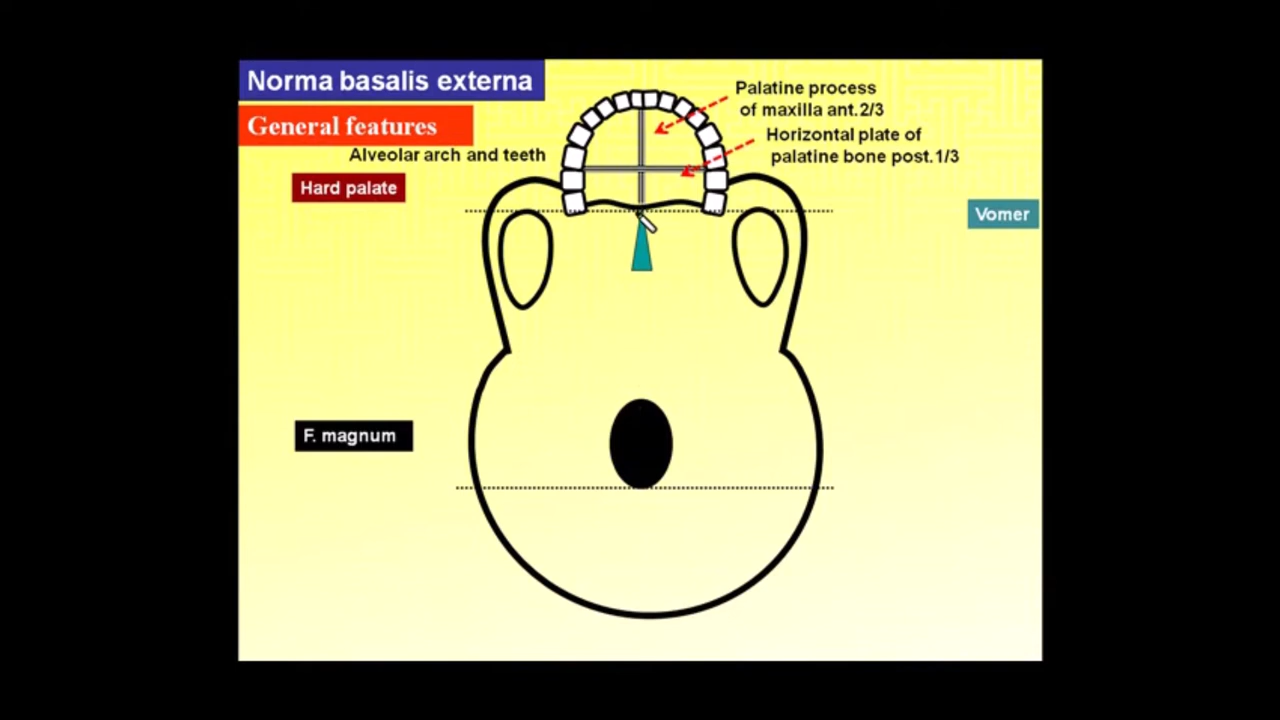 Norma basalis externa
General features
Palatine process
of maxilla ant.2/3
Horizontal plate of
palatine bone post.1/3
Alveolar arch and teeth
Hard palate
Vomer
F. magnum